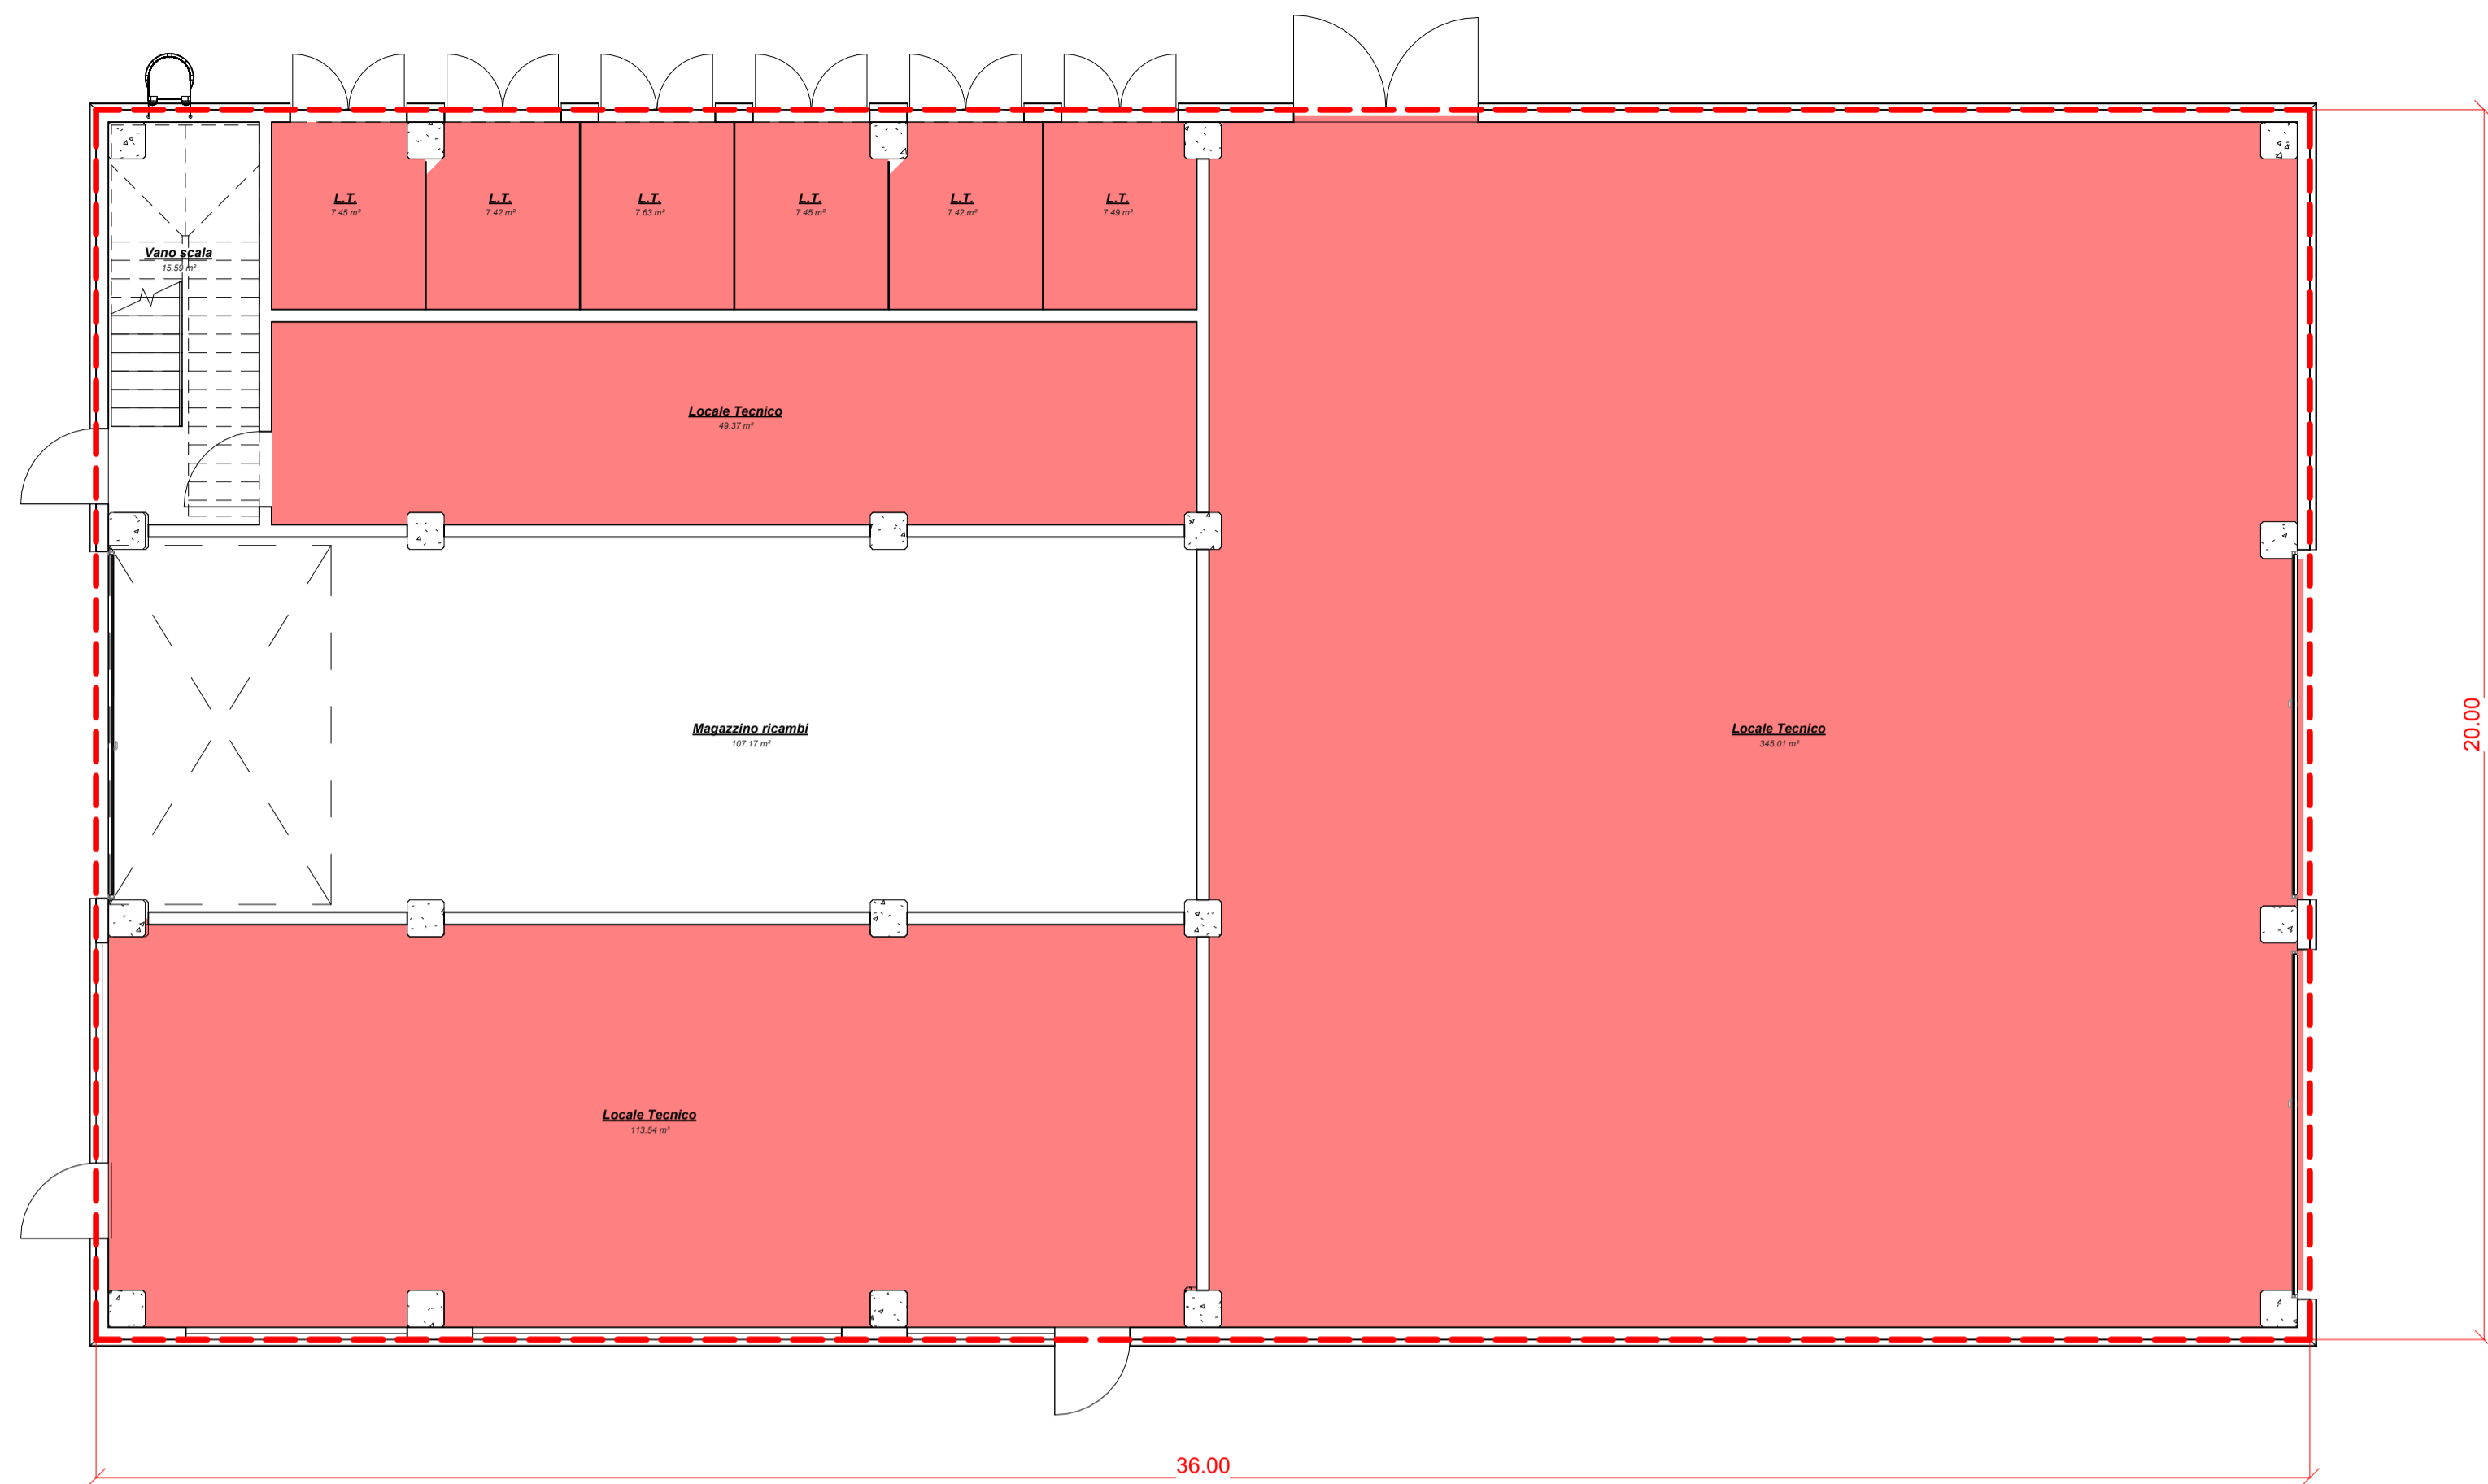 L.T.
7.45 m²
L.T.
7.42 m²
L.T.
7.63 m²
L.T.
7.45 m²
L.T.
7.42 m²
L.T.
7.49 m²
Vano scala
15.59 m²
Locale Tecnico
49.37 m²
Magazzino ricambi
107.17 m²
Locale Tecnico
345.01 m²
20.00
Locale Tecnico
113.54 m²
36.00